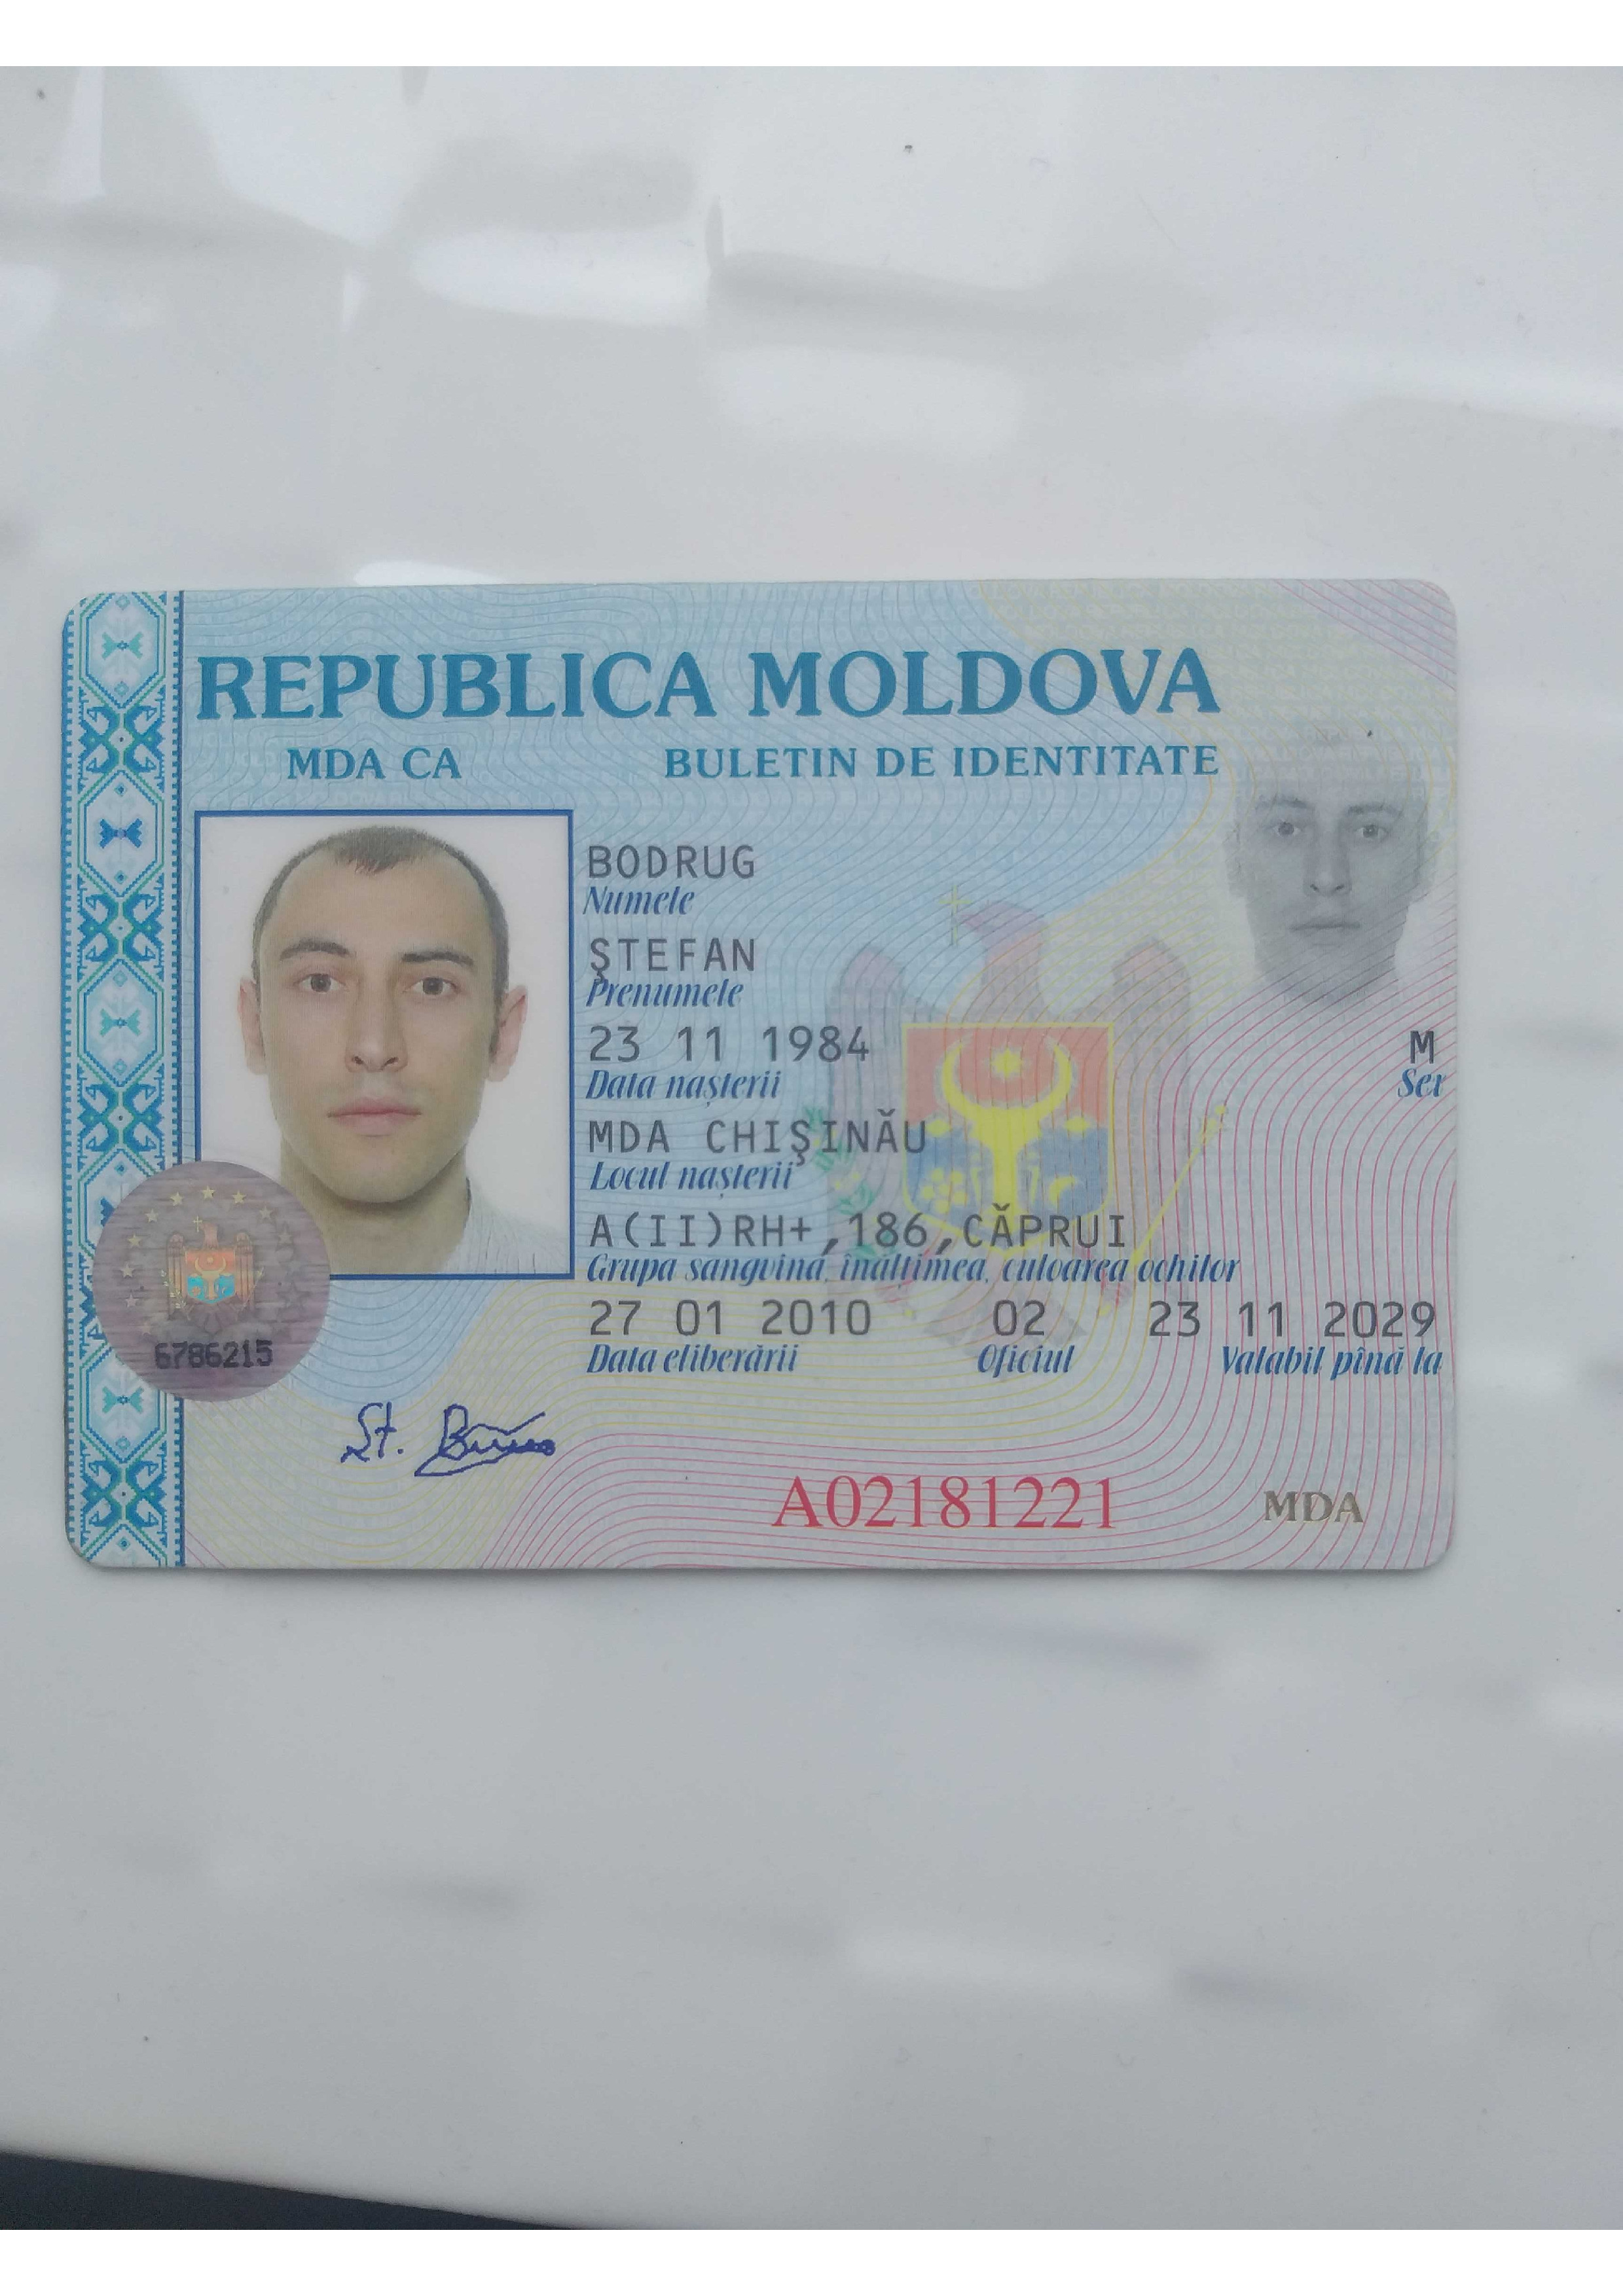 REPUBLICA MOLDOVA
MDA CA BULETIN DE IDENTITATE
BODRUG
Numele
ŞTEFAN
Prenumele
23 11 1984 M
Data naşterii Sex
MDA CHIŞINĂU
Locul naşterii
A(II)RH+,186,CĂPRUI
Grupa sangvină, înălţimea, culoarea ochilor
27 01 2010 02 23 11 2029
Data eliberării Oficiul Valabil pînă la
6786215
St.
A02181221 MDA